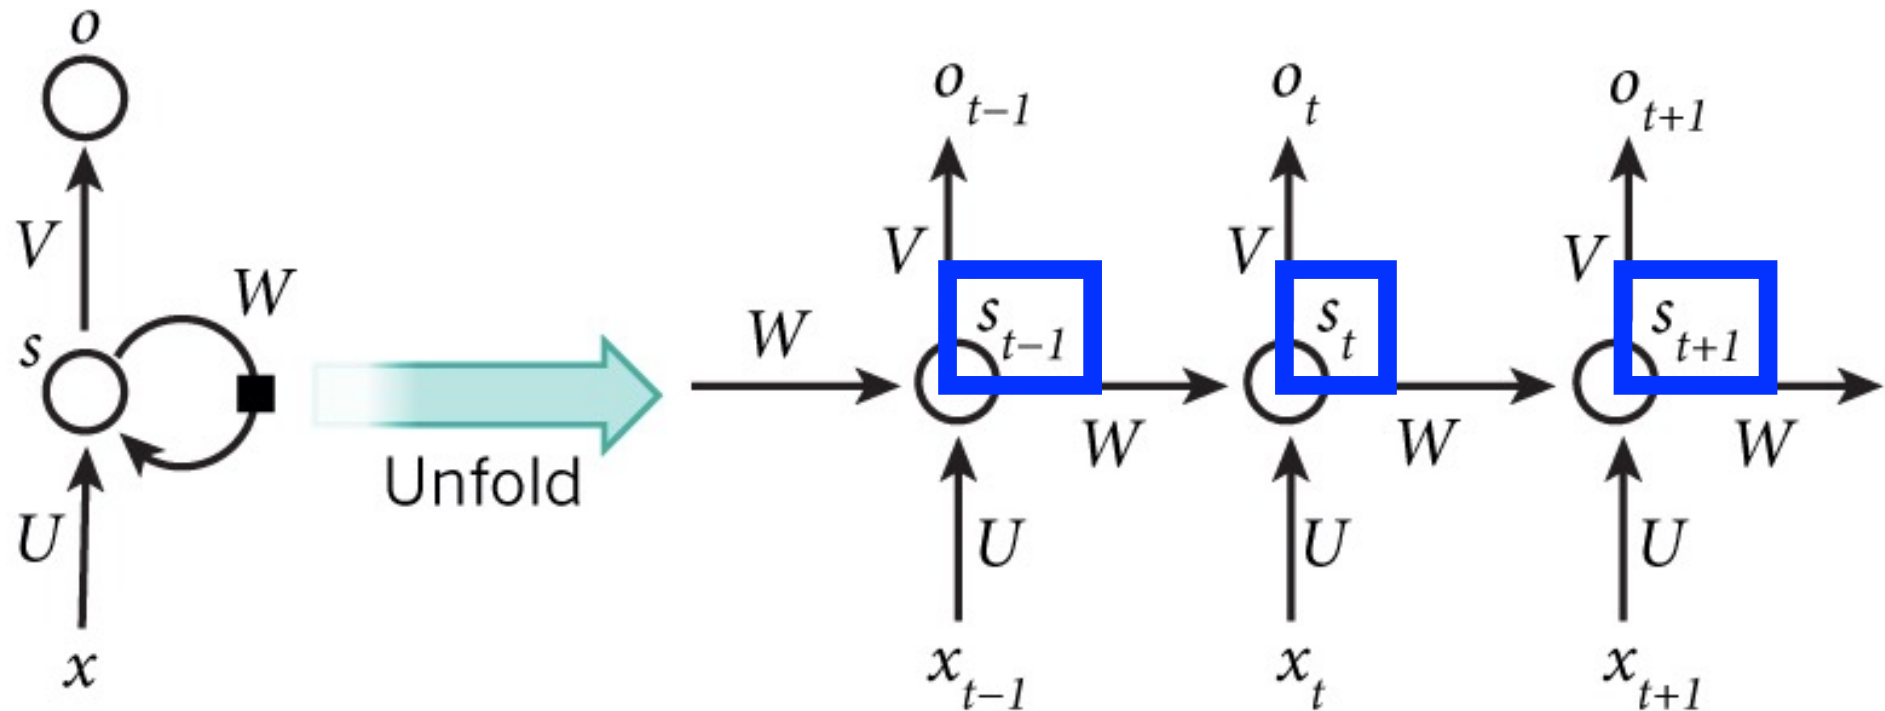 o
V
W
s
U
x
Unfold
o t−1
o t
o t+1
V
V
V
s t−1
s t
s t+1
W
W
W
W
U
U
U
x t−1
x t
x t+1